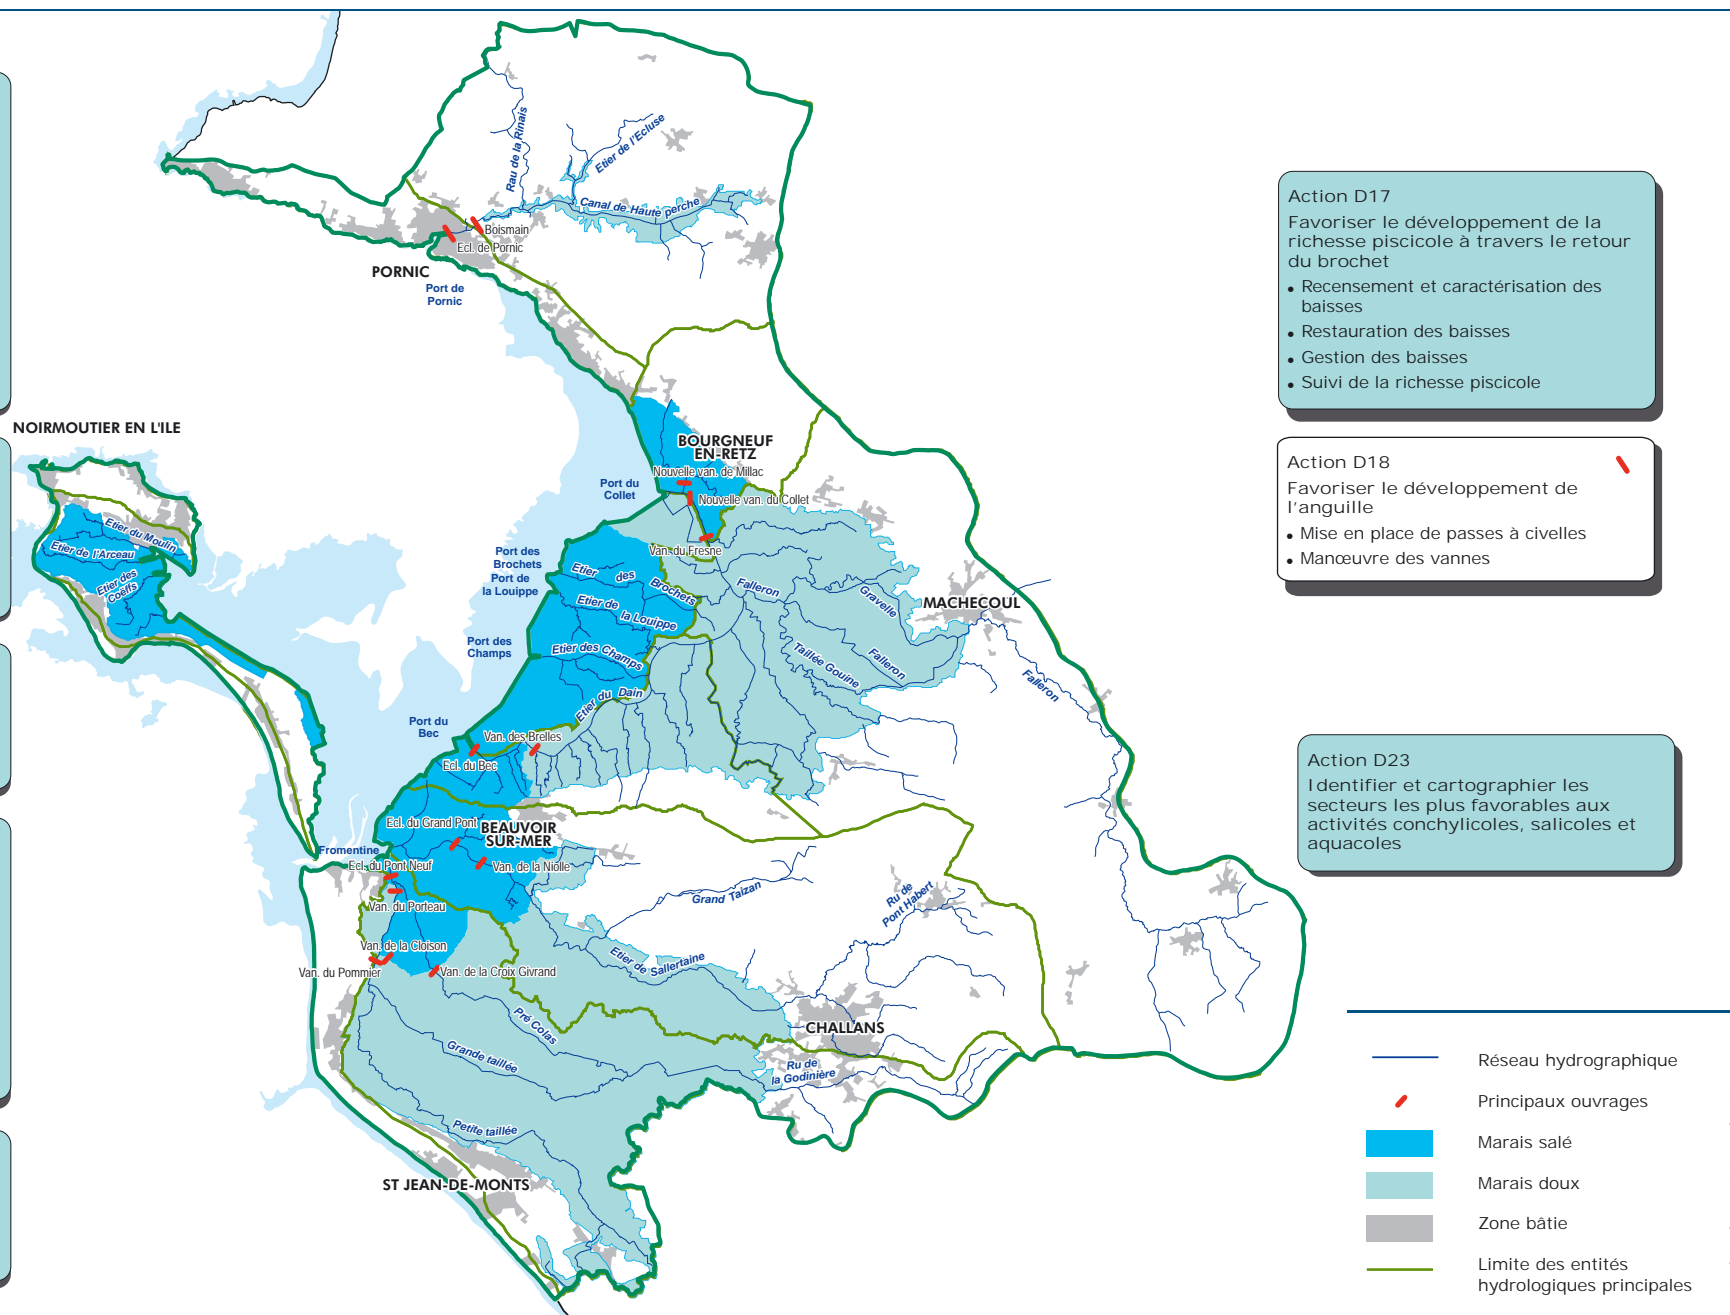 Rau de la Rinais
Etier de l'Ecluse
Canal de Haute perche
Boismain
Ecl. de Pornic
PORNIC
Port de
Pornic
NOIRMOUTIER EN L'ILE
Etier du Moulin
Etier de l'Arceau
Etier des
Coëffs
BOURGNEUF
EN-RETZ
Nouvelle van. de Millac
Port du
Collet
Nouvelle van. du Collet
Van. du Fresne
Port des
Brochets
Port de
la Louippe
Etier des Brochets
Etier de la Louippe
Falleron
Gravelle
MACHECOUL
Port des
Champs
Etier des Champs
Taillée Gouine
Falleron
Falleron
Etier du Dain
Port du
Bec
Van. des Brelles
Ecl. du Bec
Ecl. du Grand Pont
BEAUVOIR
SUR-MER
Fromentine
Ecl. du Pont Neuf
Van. de la Niolle
Van. du Porteau
Grand Taizan
Ru de
Pont Habert
Van. de la Cloison
Van. du Pommier
Van. de la Croix Givrand
Etier de Sallertaine
Pré Colas
CHALLANS
Grande taillée
Ru de
la Godinière
Petite taillée
ST JEAN-DE-MONTS
Action D17
Favoriser le développement de la
richesse piscicole à travers le retour
du brochet
• Recensement et caractérisation des
baisses
• Restauration des baisses
• Gestion des baisses
• Suivi de la richesse piscicole
Action D18
Favoriser le développement de
l'anguille
• Mise en place de passes à civelles
• Manœuvre des vannes
Action D23
Identifier et cartographier les
secteurs les plus favorables aux
activités conchylicoles, salicoles et
aquacoles
Réseau hydrographique
Principaux ouvrages
Marais salé
Marais doux
Zone bâtie
Limite des entités
hydrologiques principales